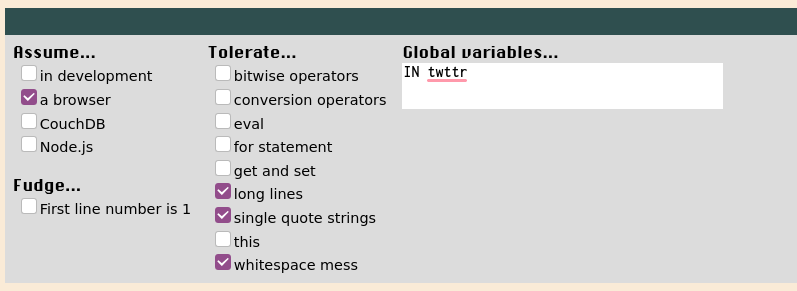 Assume...
in development
a browser
CouchDB
Node.js
Fudge...
First line number is 1
Tolerate...
bitwise operators
conversion operators
eval
for statement
get and set
long lines
single quote strings
this
whitespace mess
Global variables...
IN twttr